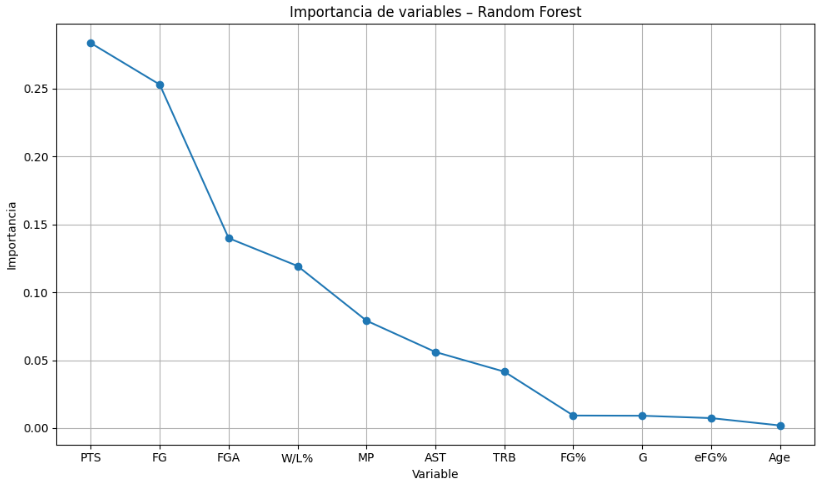 Importancia de variables – Random Forest
Importancia
0.25
0.20
0.15
0.10
0.05
0.00
PTS FG FGA W/L% MP AST TRB FG% G eFG% Age
Variable